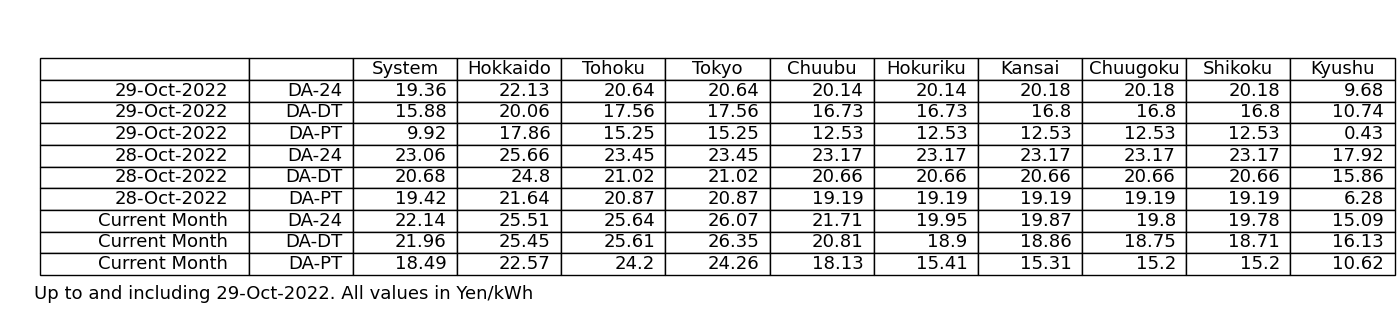 System Hokkaido Tohoku Tokyo Chuubu Hokuriku Kansai Chuugoku Shikoku Kyushu
29-Oct-2022 DA-24 19.36 22.13 20.64 20.64 20.14 20.14 20.18 20.18 20.18 9.68
29-Oct-2022 DA-DT 15.88 20.06 17.56 17.56 16.73 16.73 16.8 16.8 16.8 10.74
29-Oct-2022 DA-PT 9.92 17.86 15.25 15.25 12.53 12.53 12.53 12.53 12.53 0.43
28-Oct-2022 DA-24 23.06 25.66 23.45 23.45 23.17 23.17 23.17 23.17 23.17 17.92
28-Oct-2022 DA-DT 20.68 24.8 21.02 21.02 20.66 20.66 20.66 20.66 20.66 15.86
28-Oct-2022 DA-PT 19.42 21.64 20.87 20.87 19.19 19.19 19.19 19.19 19.19 6.28
Current Month DA-24 22.14 25.51 25.64 26.07 21.71 19.95 19.87 19.8 19.78 15.09
Current Month DA-DT 21.96 25.45 25.61 26.35 20.81 18.9 18.86 18.75 18.71 16.13
Current Month DA-PT 18.49 22.57 24.2 24.26 18.13 15.41 15.31 15.2 15.2 10.62
Up to and including 29-Oct-2022. All values in Yen/kWh